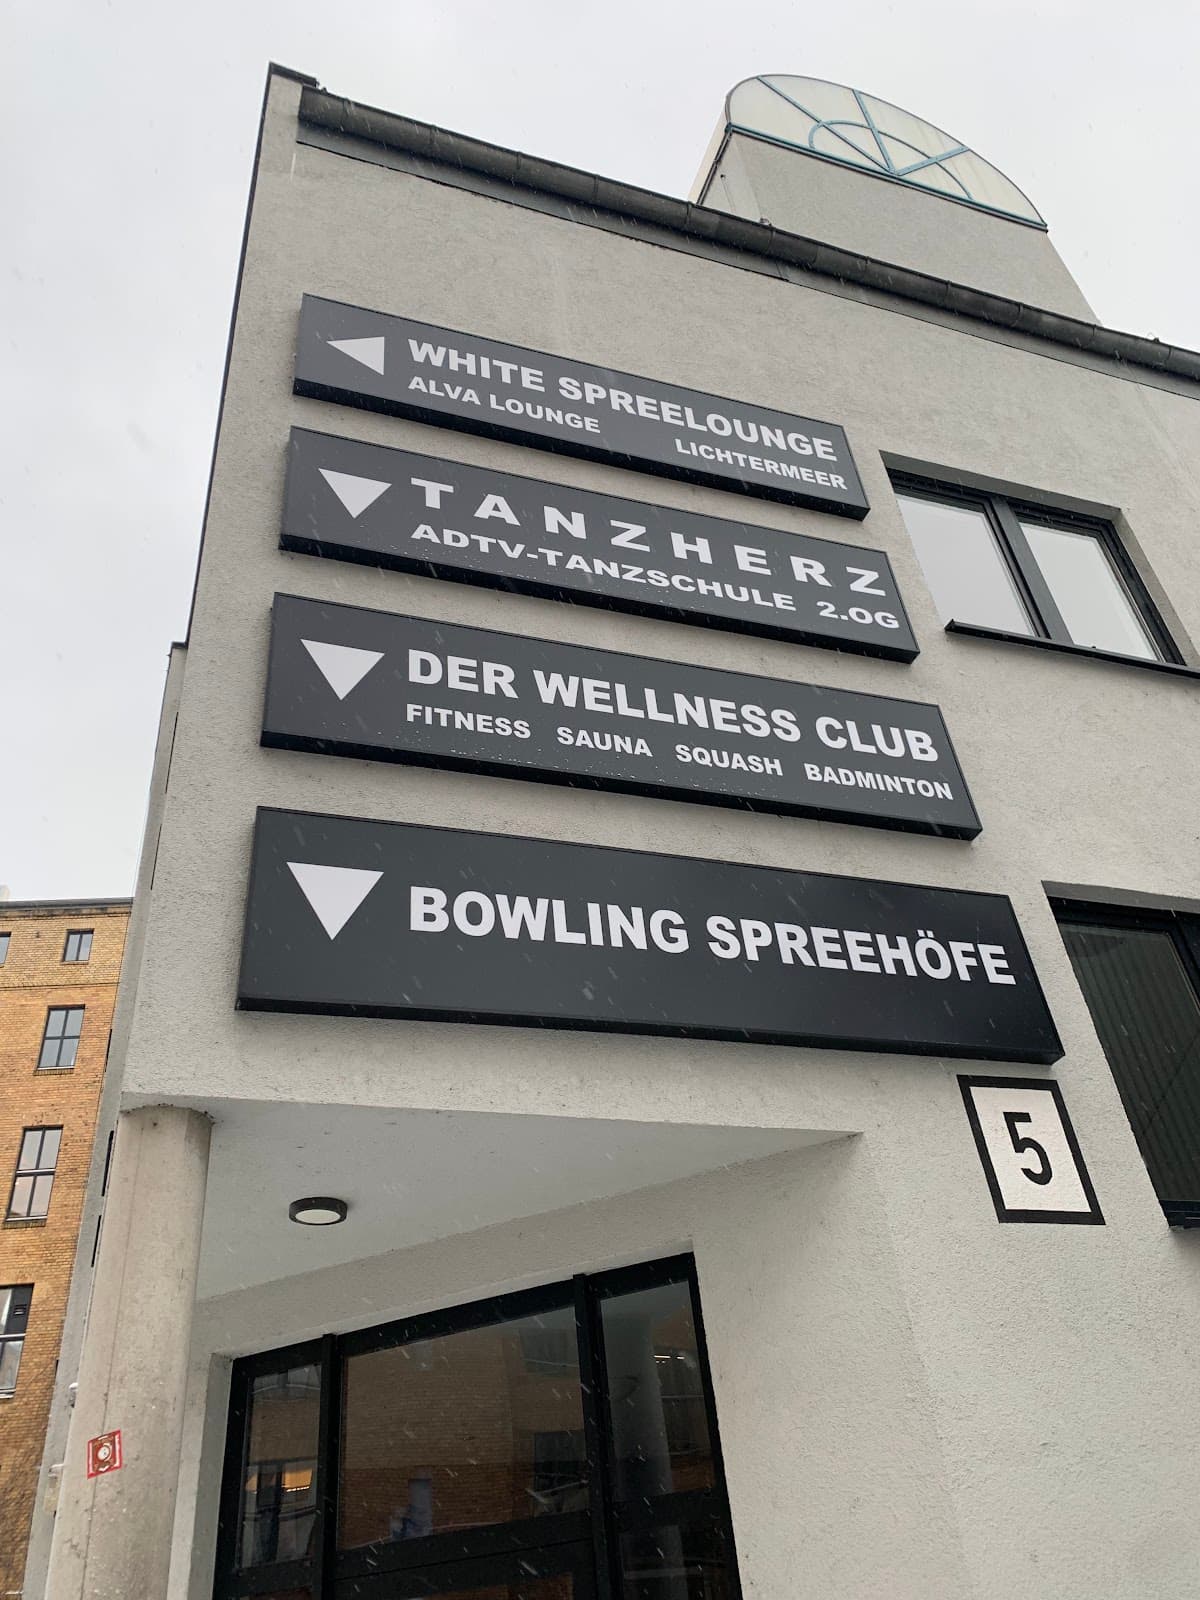 WHITE SPREELOUNGE
ALVA LOUNGE LICHTERMEER
TANZHERZ
ADTV-TANZSCHULE 2.OG
DER WELLNESS CLUB
FITNESS SAUNA SQUASH BADMINTON
BOWLING SPREEHÖFE
5